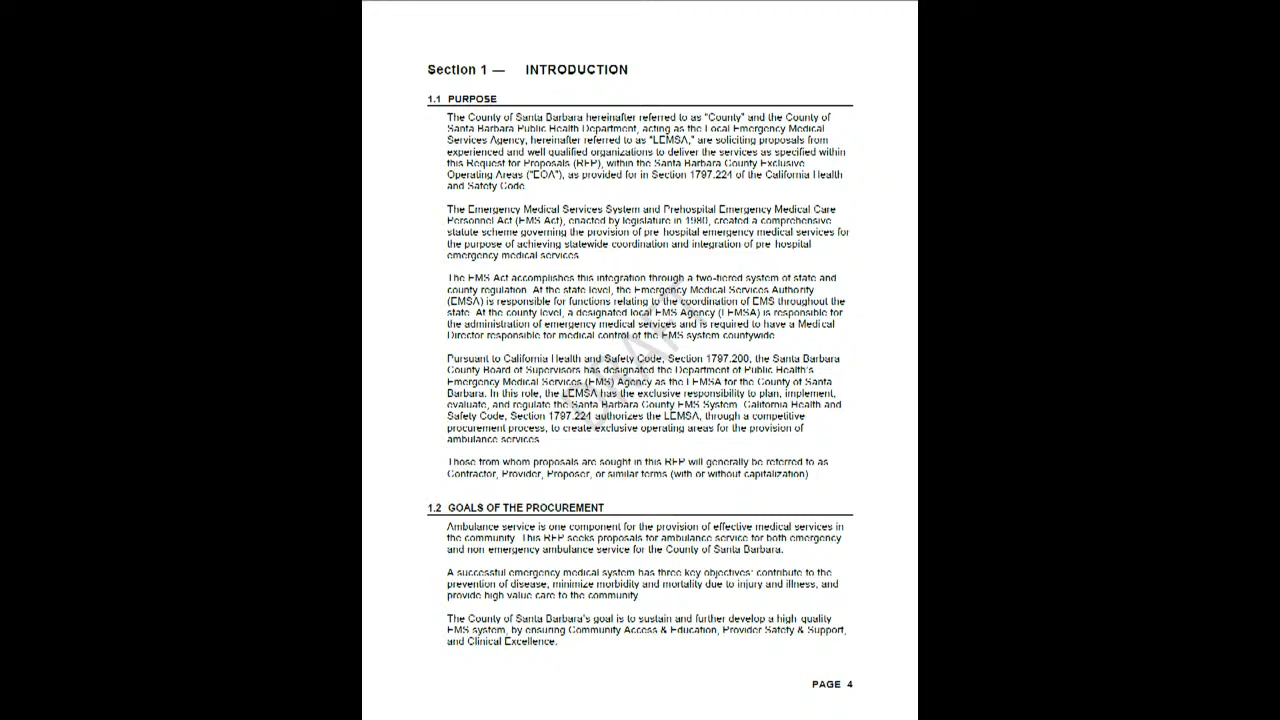 Section 1 — INTRODUCTION
1.1 PURPOSE
The County of Santa Barbara hereinafter referred to as “County” and the County of
Santa Barbara Public Health Department, acting as the Local Emergency Medical
Services Agency, hereinafter referred to as “LEMSA,” are soliciting proposals from
experienced and well qualified organizations to deliver the services as specified within
this Request for Proposals (RFP), within the Santa Barbara County Exclusive
Operating Areas (“EOA”), as provided for in Section 1797.224 of the California Health
and Safety Code.
The Emergency Medical Services System and Prehospital Emergency Medical Care
Personnel Act (EMS Act), enacted by legislature in 1980, created a comprehensive
statute scheme governing the provision of pre-hospital emergency medical services for
the purpose of achieving statewide coordination and integration of pre-hospital
emergency medical services.
The EMS Act accomplishes this integration through a two-tiered system of state and
county regulation. At the state level, the Emergency Medical Services Authority
(EMSA) is responsible for functions relating to the coordination of EMS throughout the
state. At the county level, a designated local EMS Agency (LEMSA) is responsible for
the administration of emergency medical services and is required to have a Medical
Director responsible for medical control of the EMS system countywide.
Pursuant to California Health and Safety Code, Section 1797.200, the Santa Barbara
County Board of Supervisors has designated the Department of Public Health’s
Emergency Medical Services (EMS) Agency as the LEMSA for the County of Santa
Barbara. In this role, the LEMSA has the exclusive responsibility to plan, implement,
evaluate, and regulate the Santa Barbara County EMS System. California Health and
Safety Code, Section 1797.224 authorizes the LEMSA, through a competitive
procurement process, to create exclusive operating areas for the provision of
ambulance services.
Those from whom proposals are sought in this RFP will generally be referred to as
Contractor, Provider, Proposer, or similar terms (with or without capitalization).
1.2 GOALS OF THE PROCUREMENT
Ambulance service is one component for the provision of effective medical services in
the community. This RFP seeks proposals for ambulance service for both emergency
and non-emergency ambulance service for the County of Santa Barbara.
A successful emergency medical system has three key objectives: contribute to the
prevention of disease, minimize morbidity and mortality due to injury and illness, and
provide high value care to the community.
The County of Santa Barbara’s goal is to sustain and further develop a high-quality
EMS system, by ensuring Community Access & Education, Provider Safety & Support,
and Clinical Excellence.
PAGE 4
DRAFT